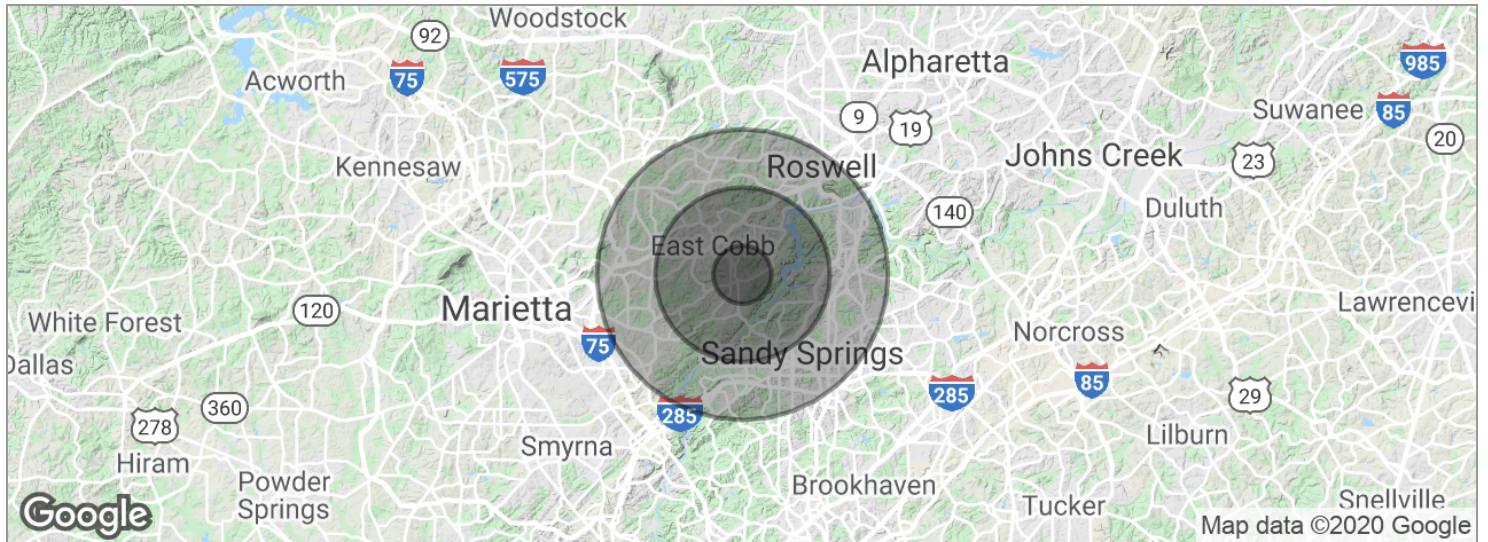 Woodstock
92
Alpharetta
985
Acworth
75
575
Suwanee
85
9
19
20
Kennesaw
Roswell
Johns Creek
23
140
Duluth
East Cobb
120
Marietta
Lawrencevi
White Forest
75
Norcross
Dallas
Sandy Springs
85
285
29
360
285
278
Smyrna
Lilburn
Hiram
Powder
Springs
Brookhaven
Tucker
Snellville
Google
Map data ©2020 Google